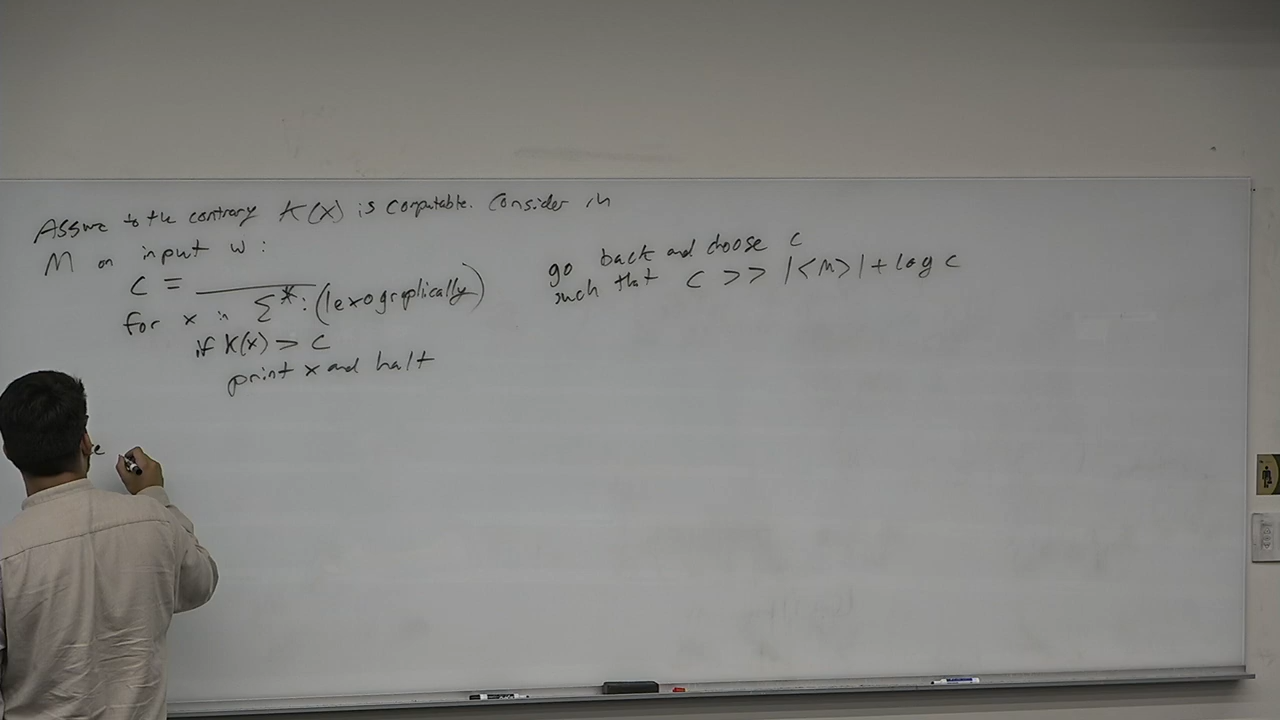 Assume to the contrary K(x) is computable. Consider M
M on input w:
C = ________
for x in Σ*: (lexographically)
if K(x) > C
print x and halt
go back and choose C
such that C >> |<M>| + log C